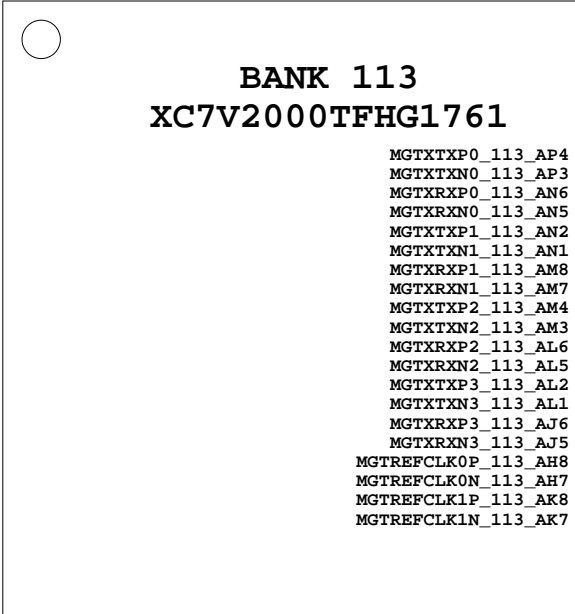 BANK 113
XC7V2000TFHG1761
MGTXTXP0_113_AP4
MGTXTXN0_113_AP3
MGTXRXP0_113_AN6
MGTXRXN0_113_AN5
MGTXTXP1_113_AN2
MGTXTXN1_113_AN1
MGTXRXP1_113_AM8
MGTXRXN1_113_AM7
MGTXTXP2_113_AM4
MGTXTXN2_113_AM3
MGTXRXP2_113_AL6
MGTXRXN2_113_AL5
MGTXTXP3_113_AL2
MGTXTXN3_113_AL1
MGTXRXP3_113_AJ6
MGTXRXN3_113_AJ5
MGTREFCLK0P_113_AH8
MGTREFCLK0N_113_AH7
MGTREFCLK1P_113_AK8
MGTREFCLK1N_113_AK7